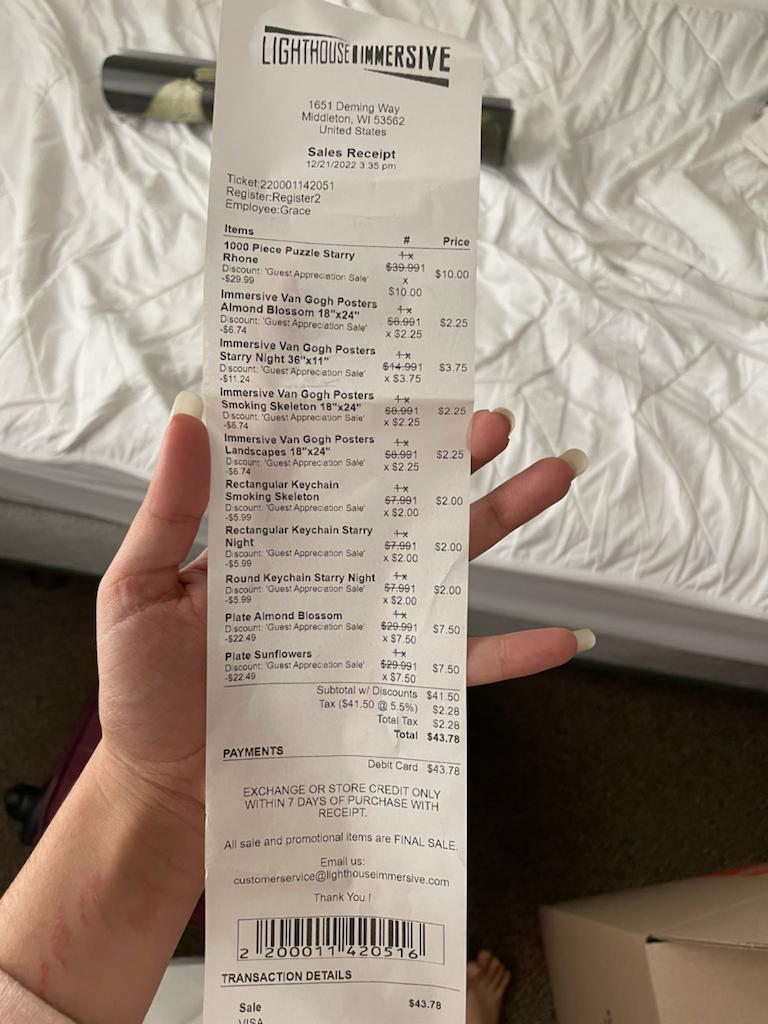 LIGHTHOUSE IMMERSIVE
1651 Deming Way
Middleton, WI 53562
United States
Sales Receipt
12/21/2022 3:35 pm
Ticket:220001142051
Register:Register2
Employee:Grace
Items # Price
1000 Piece Puzzle Starry 1 x
Rhone $39.991 $10.00
Discount: 'Guest Appreciation Sale' x
-$29.99 $10.00
Immersive Van Gogh Posters 1 x
Almond Blossom 18"x24" $8.991 $2.25
Discount: 'Guest Appreciation Sale' x $2.25
-$6.74
Immersive Van Gogh Posters 1 x
Starry Night 36"x11" $14.991 $3.75
Discount: 'Guest Appreciation Sale' x $3.75
-$11.24
Immersive Van Gogh Posters 1 x
Smoking Skeleton 18"x24" $8.991 $2.25
Discount: 'Guest Appreciation Sale' x $2.25
-$6.74
Immersive Van Gogh Posters 1 x
Landscapes 18"x24" $8.991 $2.25
Discount: 'Guest Appreciation Sale' x $2.25
-$6.74
Rectangular Keychain 1 x
Smoking Skeleton $7.991 $2.00
Discount: 'Guest Appreciation Sale' x $2.00
-$5.99
Rectangular Keychain Starry 1 x
Night $7.991 $2.00
Discount: 'Guest Appreciation Sale' x $2.00
-$5.99
Round Keychain Starry Night 1 x
Discount: 'Guest Appreciation Sale' $7.991 $2.00
-$5.99 x $2.00
Plate Almond Blossom 1 x
Discount: 'Guest Appreciation Sale' $29.991 $7.50
-$22.49 x $7.50
Plate Sunflowers 1 x
Discount: 'Guest Appreciation Sale' $29.991 $7.50
-$22.49 x $7.50
Subtotal w/ Discounts $41.50
Tax ($41.50 @ 5.5%) $2.28
Total Tax $2.28
Total $43.78
PAYMENTS
Debit Card $43.78
EXCHANGE OR STORE CREDIT ONLY
WITHIN 7 DAYS OF PURCHASE WITH
RECEIPT.
All sale and promotional items are FINAL SALE.
Email us:
customerservice@lighthouseimmersive.com
Thank You !
2 200011 420516
TRANSACTION DETAILS
Sale $43.78
VISA